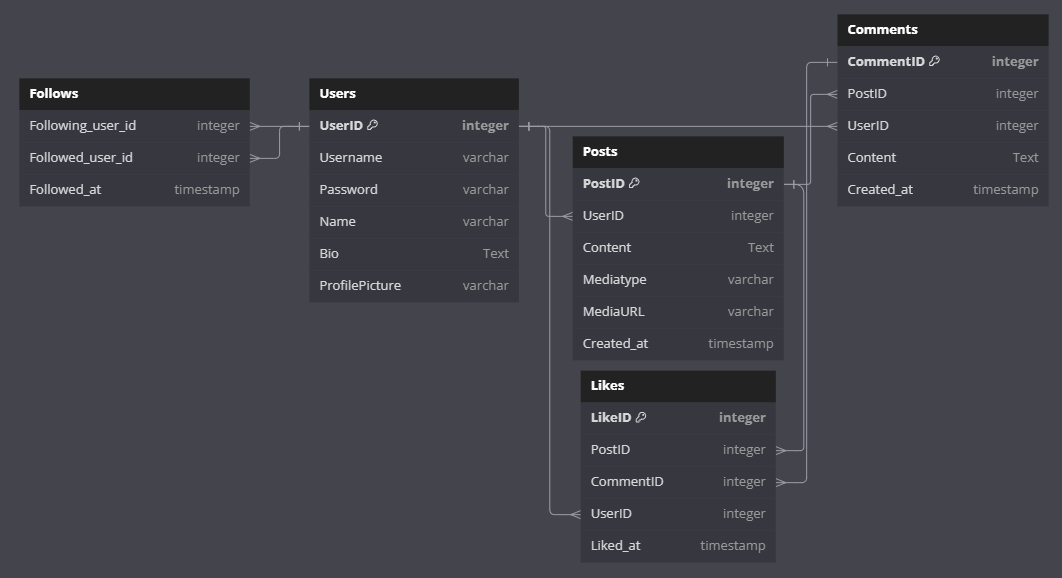 Follows
Following_user_id integer
Followed_user_id integer
Followed_at timestamp
Users
UserID integer
Username varchar
Password varchar
Name varchar
Bio Text
ProfilePicture varchar
Posts
PostID integer
UserID integer
Content Text
Mediatype varchar
MediaURL varchar
Created_at timestamp
Likes
LikeID integer
PostID integer
CommentID integer
UserID integer
Liked_at timestamp
Comments
CommentID integer
PostID integer
UserID integer
Content Text
Created_at timestamp